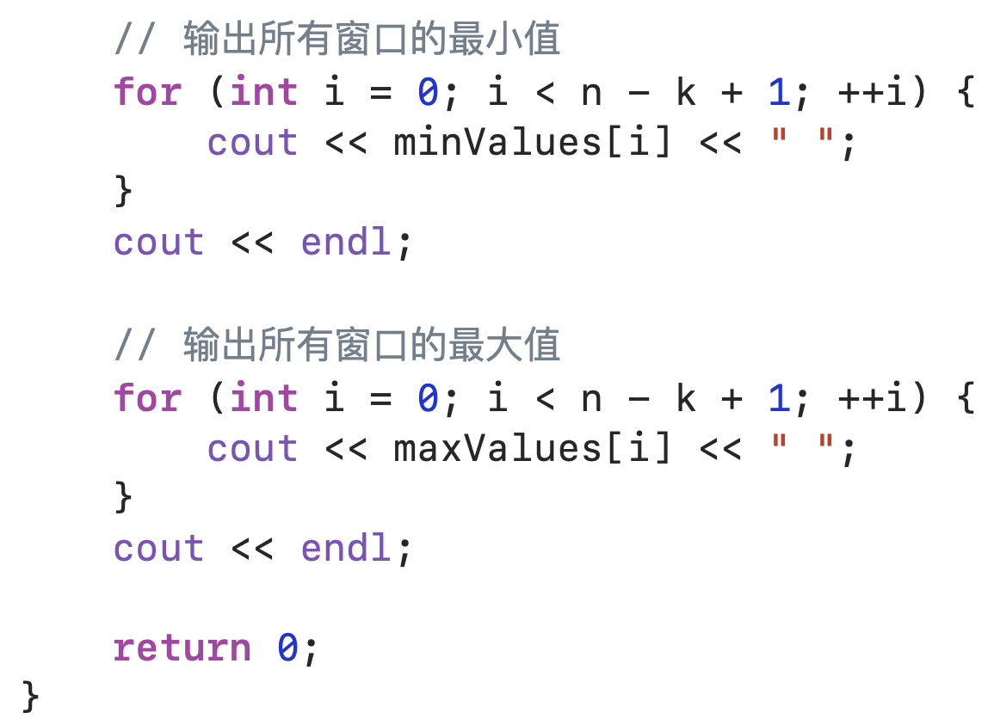 // 输出所有窗口的最小值
for (int i = 0; i < n - k + 1; ++i) {
cout << minValues[i] << " ";
}
cout << endl;
// 输出所有窗口的最大值
for (int i = 0; i < n - k + 1; ++i) {
cout << maxValues[i] << " ";
}
cout << endl;
return 0;
}